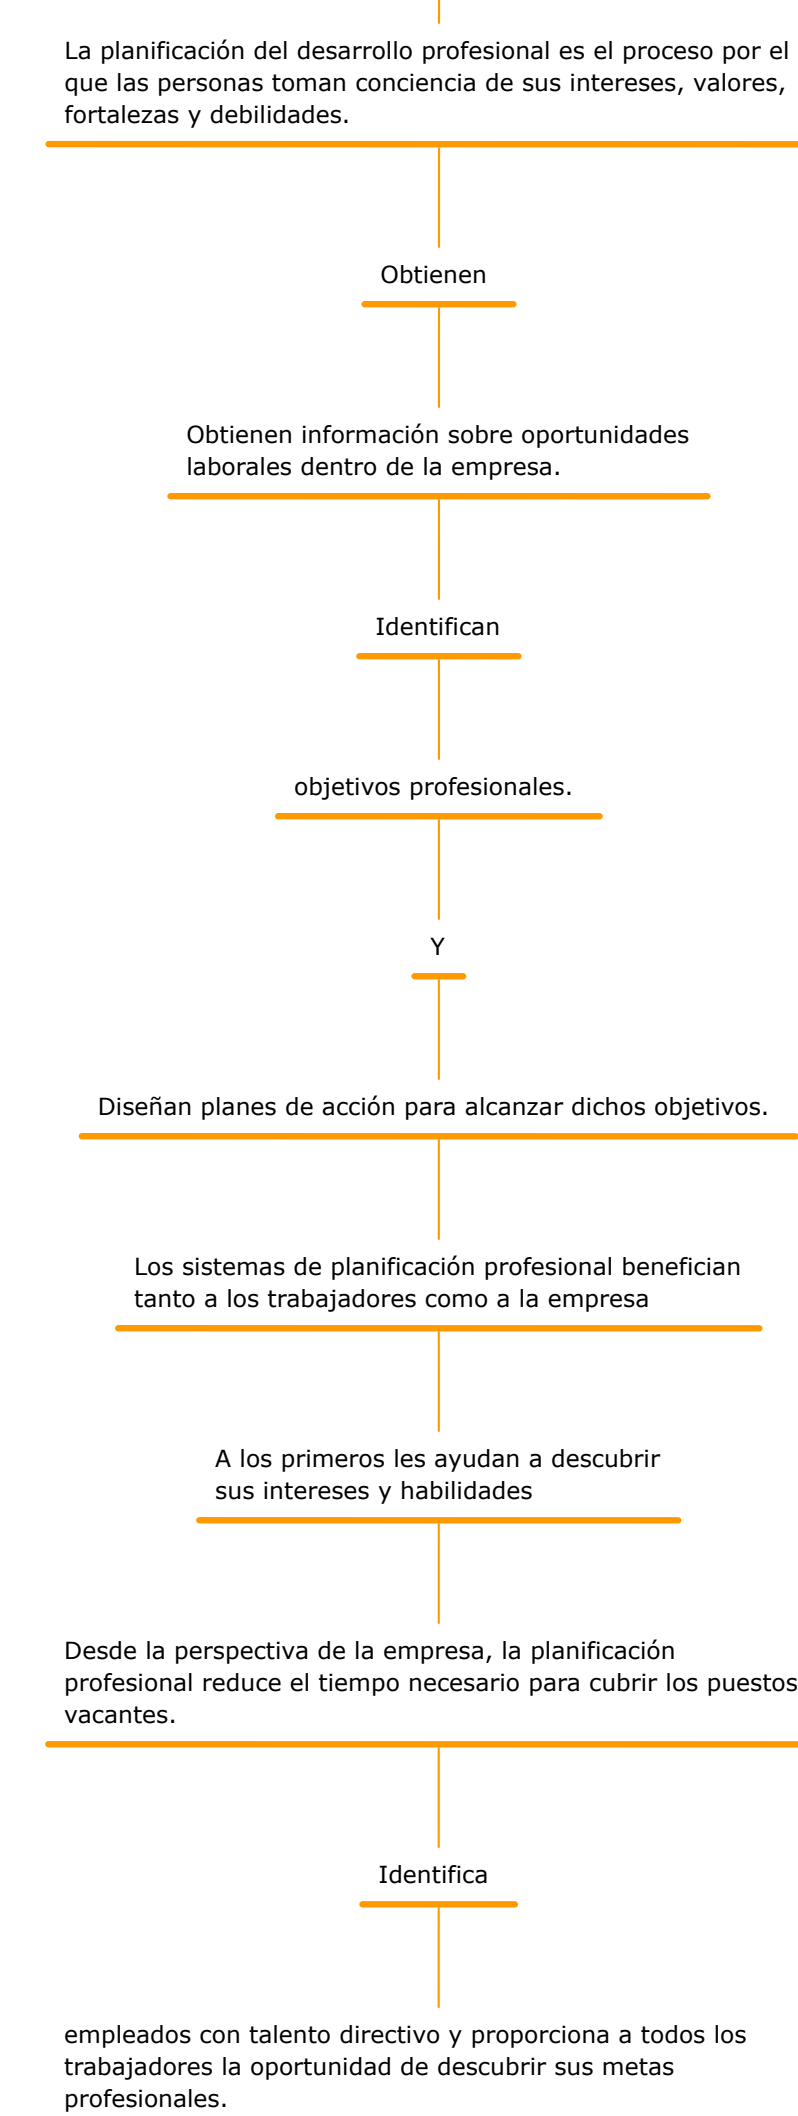 La planificación del desarrollo profesional es el proceso por el
que las personas toman conciencia de sus intereses, valores,
fortalezas y debilidades.
Obtienen
Obtienen información sobre oportunidades
laborales dentro de la empresa.
Identifican
objetivos profesionales.
Y
Diseñan planes de acción para alcanzar dichos objetivos.
Los sistemas de planificación profesional benefician
tanto a los trabajadores como a la empresa
A los primeros les ayudan a descubrir
sus intereses y habilidades
Desde la perspectiva de la empresa, la planificación
profesional reduce el tiempo necesario para cubrir los puestos
vacantes.
Identifica
empleados con talento directivo y proporciona a todos los
trabajadores la oportunidad de descubrir sus metas
profesionales.